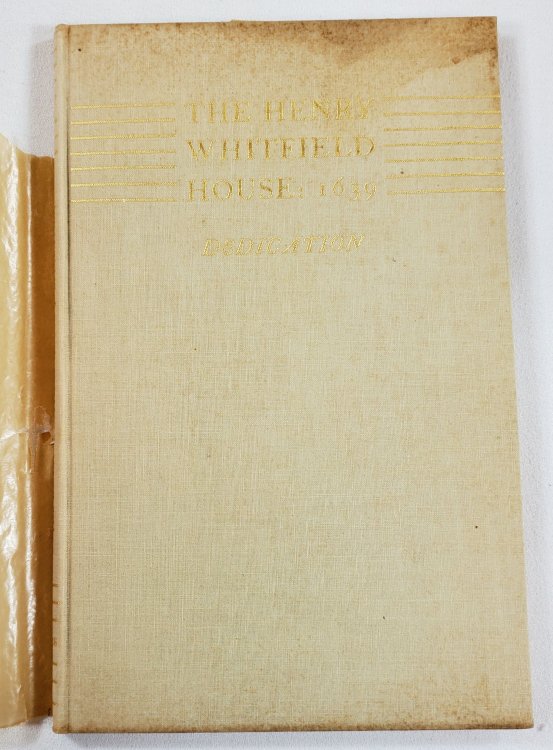 THE HENRY
WHITFIELD
HOUSE: 1639
DEDICATION